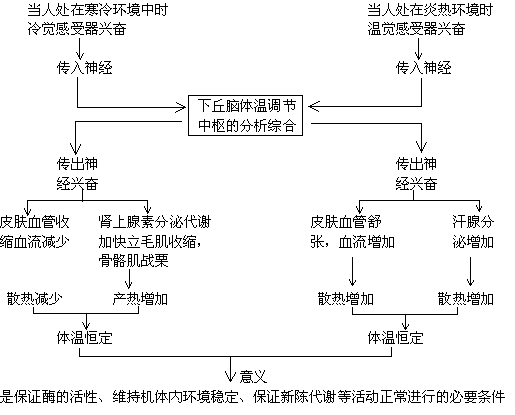 当人处在寒冷环境中时
冷觉感受器兴奋
当人处在炎热环境时
温觉感受器兴奋
传入神经
传入神经
下丘脑体温调节
中枢的分析综合
传出神
经兴奋
传出神
经兴奋
皮肤血管收
缩血流减少
肾上腺素分泌代谢
加快立毛肌收缩，
骨骼肌战栗
皮肤血管舒
张，血流增加
汗腺分
泌增加
散热减少
产热增加
散热增加
散热增加
体温恒定
体温恒定
意义
是保证酶的活性、维持机体内环境稳定、保证新陈代谢等活动正常进行的必要条件